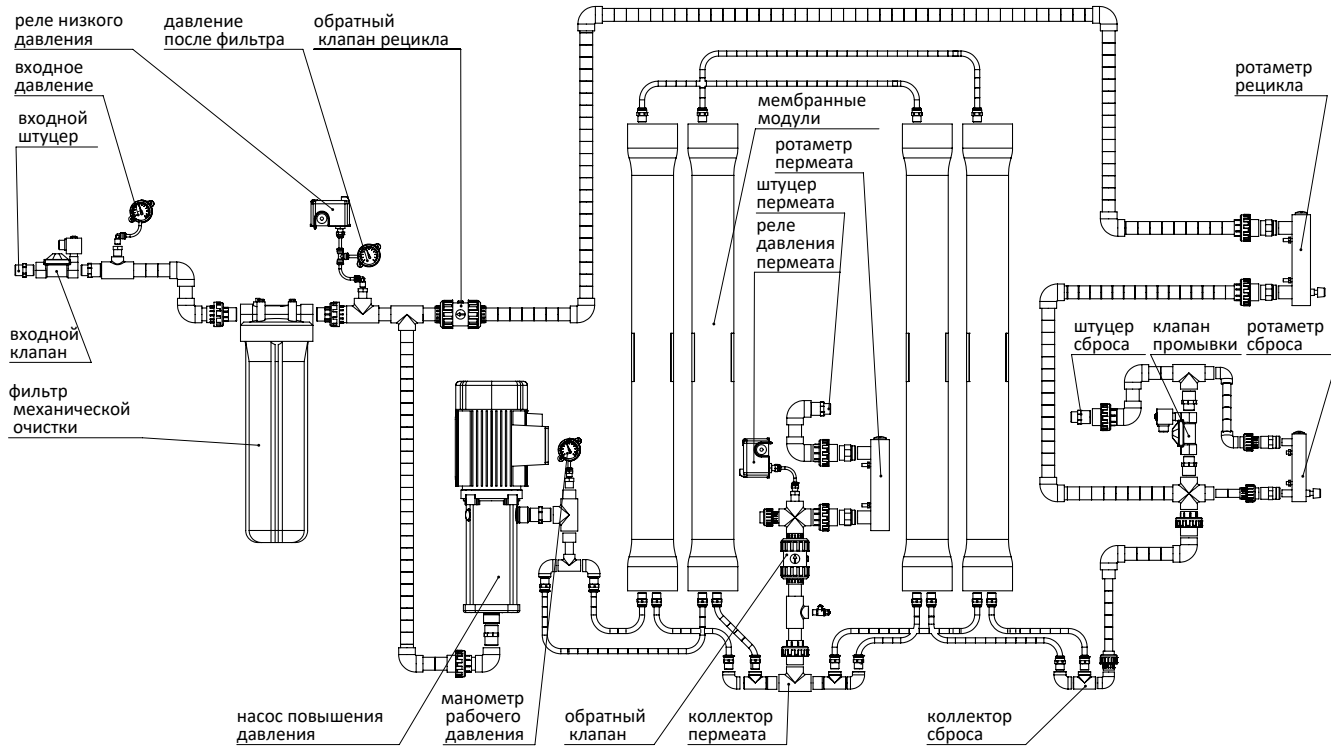 реле низкого
давления
давление
после фильтра
обратный
клапан рецикла
входное
давление
входной
штуцер
мембранные
модули
ротаметр
рецикла
ротаметр
пермеата
штуцер
пермеата
реле
давления
пермеата
входной
клапан
фильтр
механической
очистки
штуцер
сброса
клапан
промывки
ротаметр
сброса
насос повышения
давления
манометр
рабочего
давления
обратный
клапан
коллектор
пермеата
коллектор
сброса